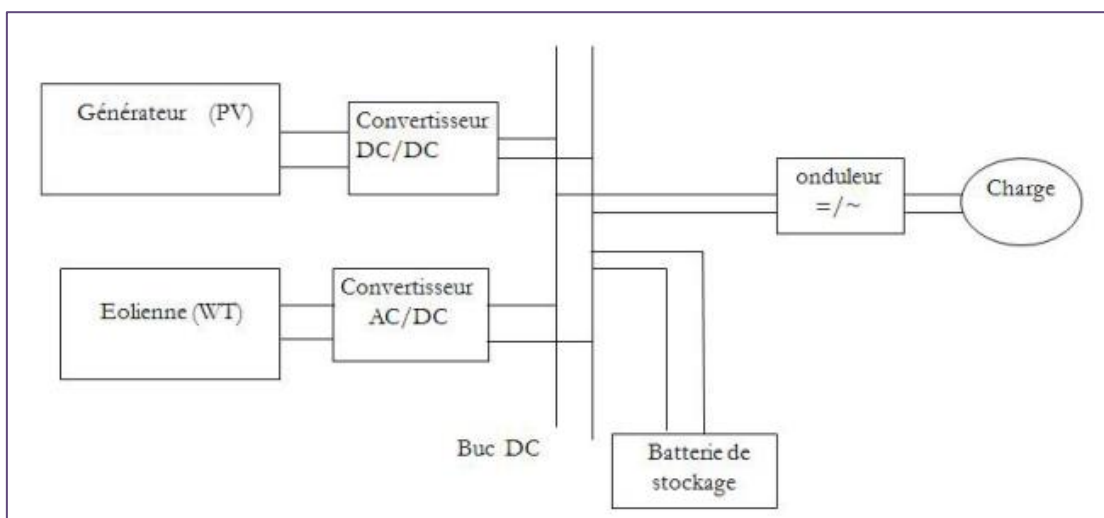 Générateur (PV)
Convertisseur
DC/DC
onduleur
=/~
Charge
Eolienne (WT)
Convertisseur
AC/DC
Buc DC
Batterie de
stockage